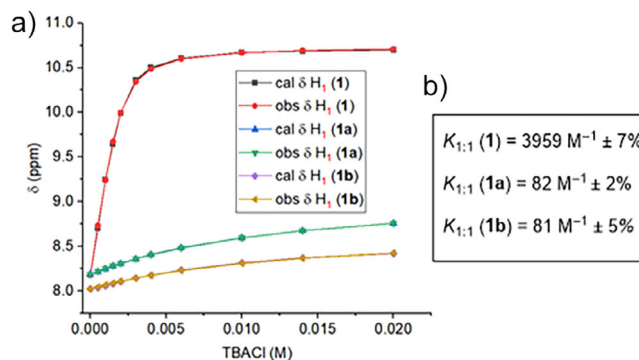 a)
11.0
10.5
10.0
9.5
9.0
8.5
8.0
δ (ppm)
0.000
0.005
0.010
0.015
0.020
TBACl (M)
cal δ H₁ (1)
obs δ H₁ (1)
cal δ H₁ (1a)
obs δ H₁ (1a)
cal δ H₁ (1b)
obs δ H₁ (1b)
b)
K₁:₁ (1) = 3959 M⁻¹ ± 7%
K₁:₁ (1a) = 82 M⁻¹ ± 2%
K₁:₁ (1b) = 81 M⁻¹ ± 5%